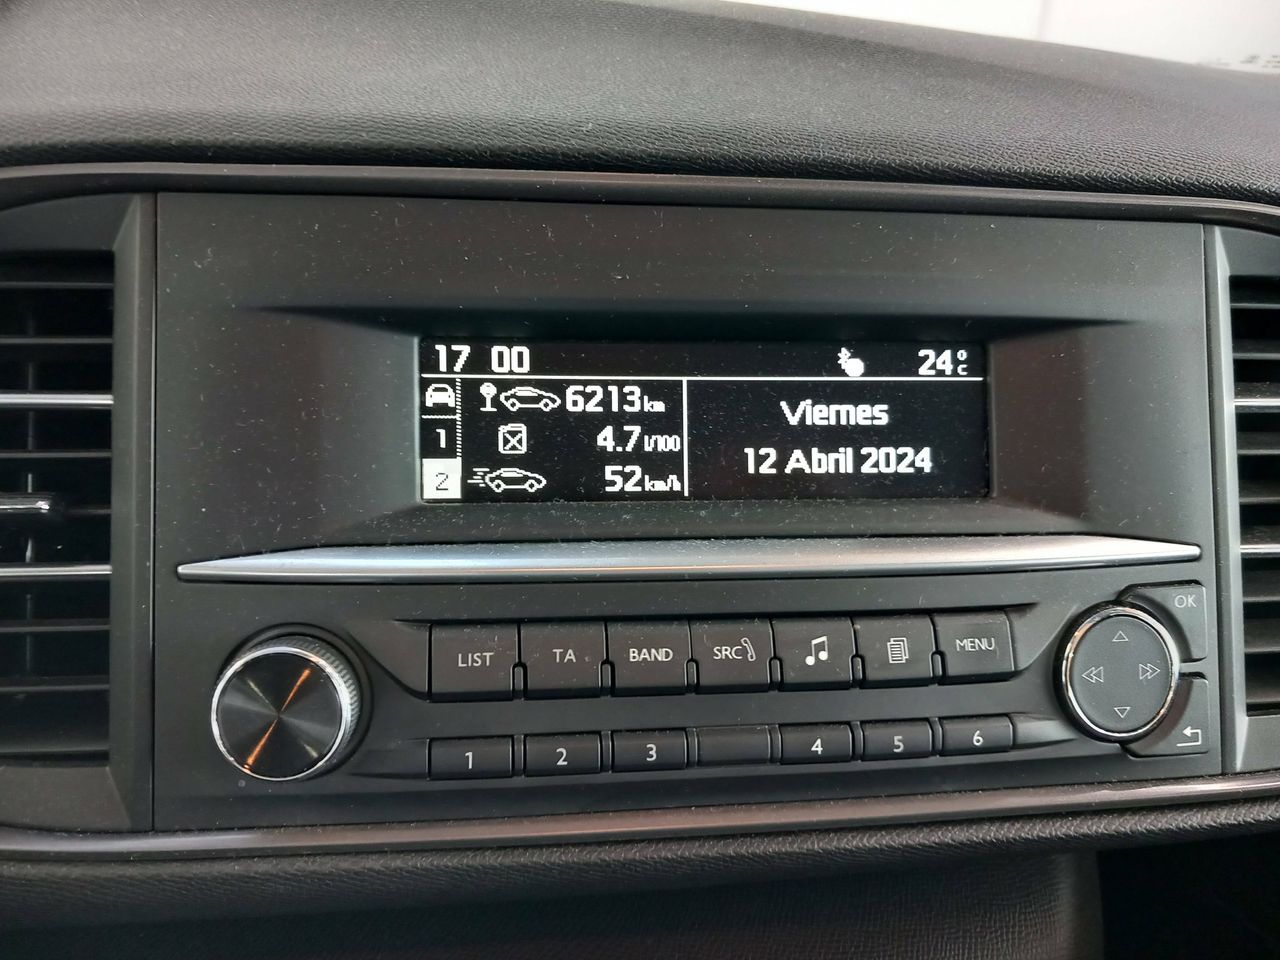 17 00 24°C
6213 km
1 4.7 l/100
2 52 km/h
Viernes
12 Abril 2024
LIST TA BAND SRC MENU
OK
1 2 3 4 5 6